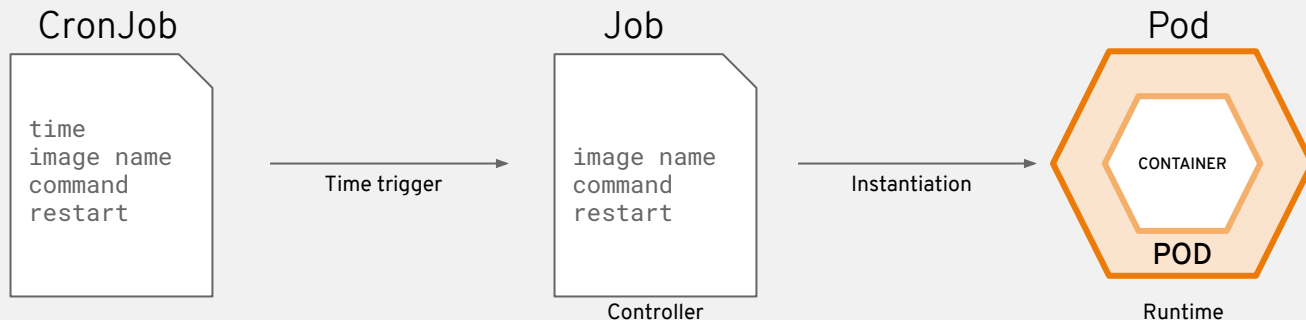 CronJob
Job
Pod
time
image name
command
restart
Time trigger
image name
command
restart
Instantiation
CONTAINER
POD
Controller
Runtime